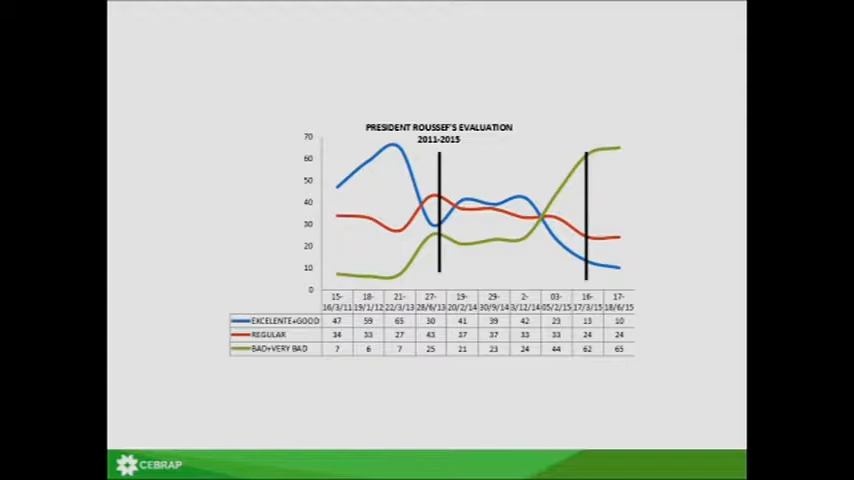 PRESIDENT ROUSSEF'S EVALUATION
2011-2015
70
60
50
40
30
20
10
0
15- 18- 21- 27- 19- 29- 2- 03- 16- 17-
16/3/11 19/1/12 22/3/13 28/6/13 20/2/14 30/9/14 3/12/14 05/2/15 17/3/15 18/6/15
EXCELENTE+GOOD 47 59 65 30 41 39 42 23 13 10
REGULAR 34 33 27 43 37 37 33 33 24 24
BAD+VERY BAD 7 6 7 25 21 23 24 44 62 65
CEBRAP